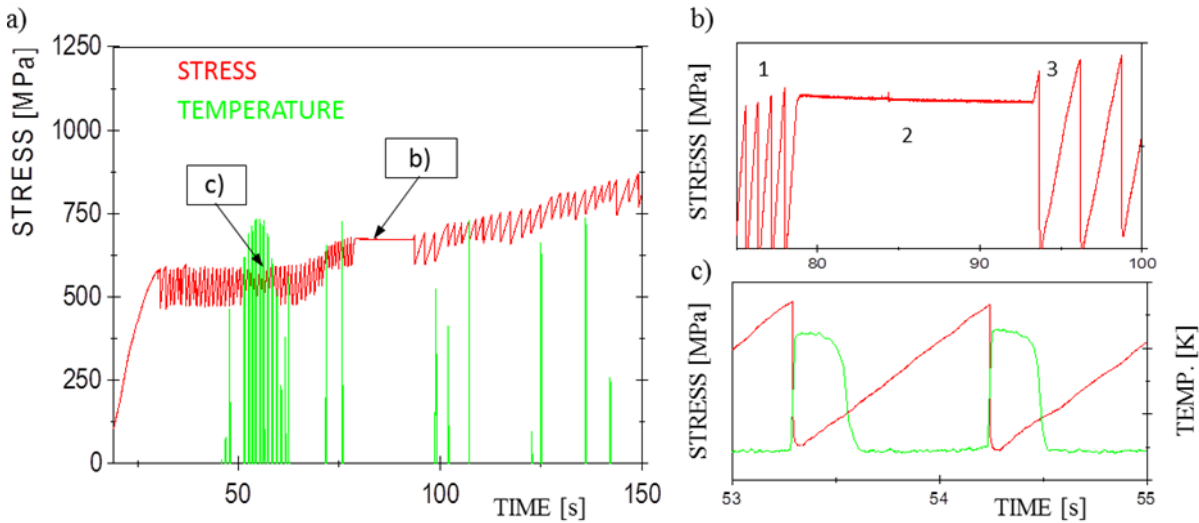 a)
STRESS [MPa]
1250
1000
750
500
250
0
STRESS
TEMPERATURE
c)
b)
50
100
150
TIME [s]
b)
STRESS [MPa]
1
2
3
80
90
100
c)
STRESS [MPa]
TEMP. [K]
53
54
55
TIME [s]